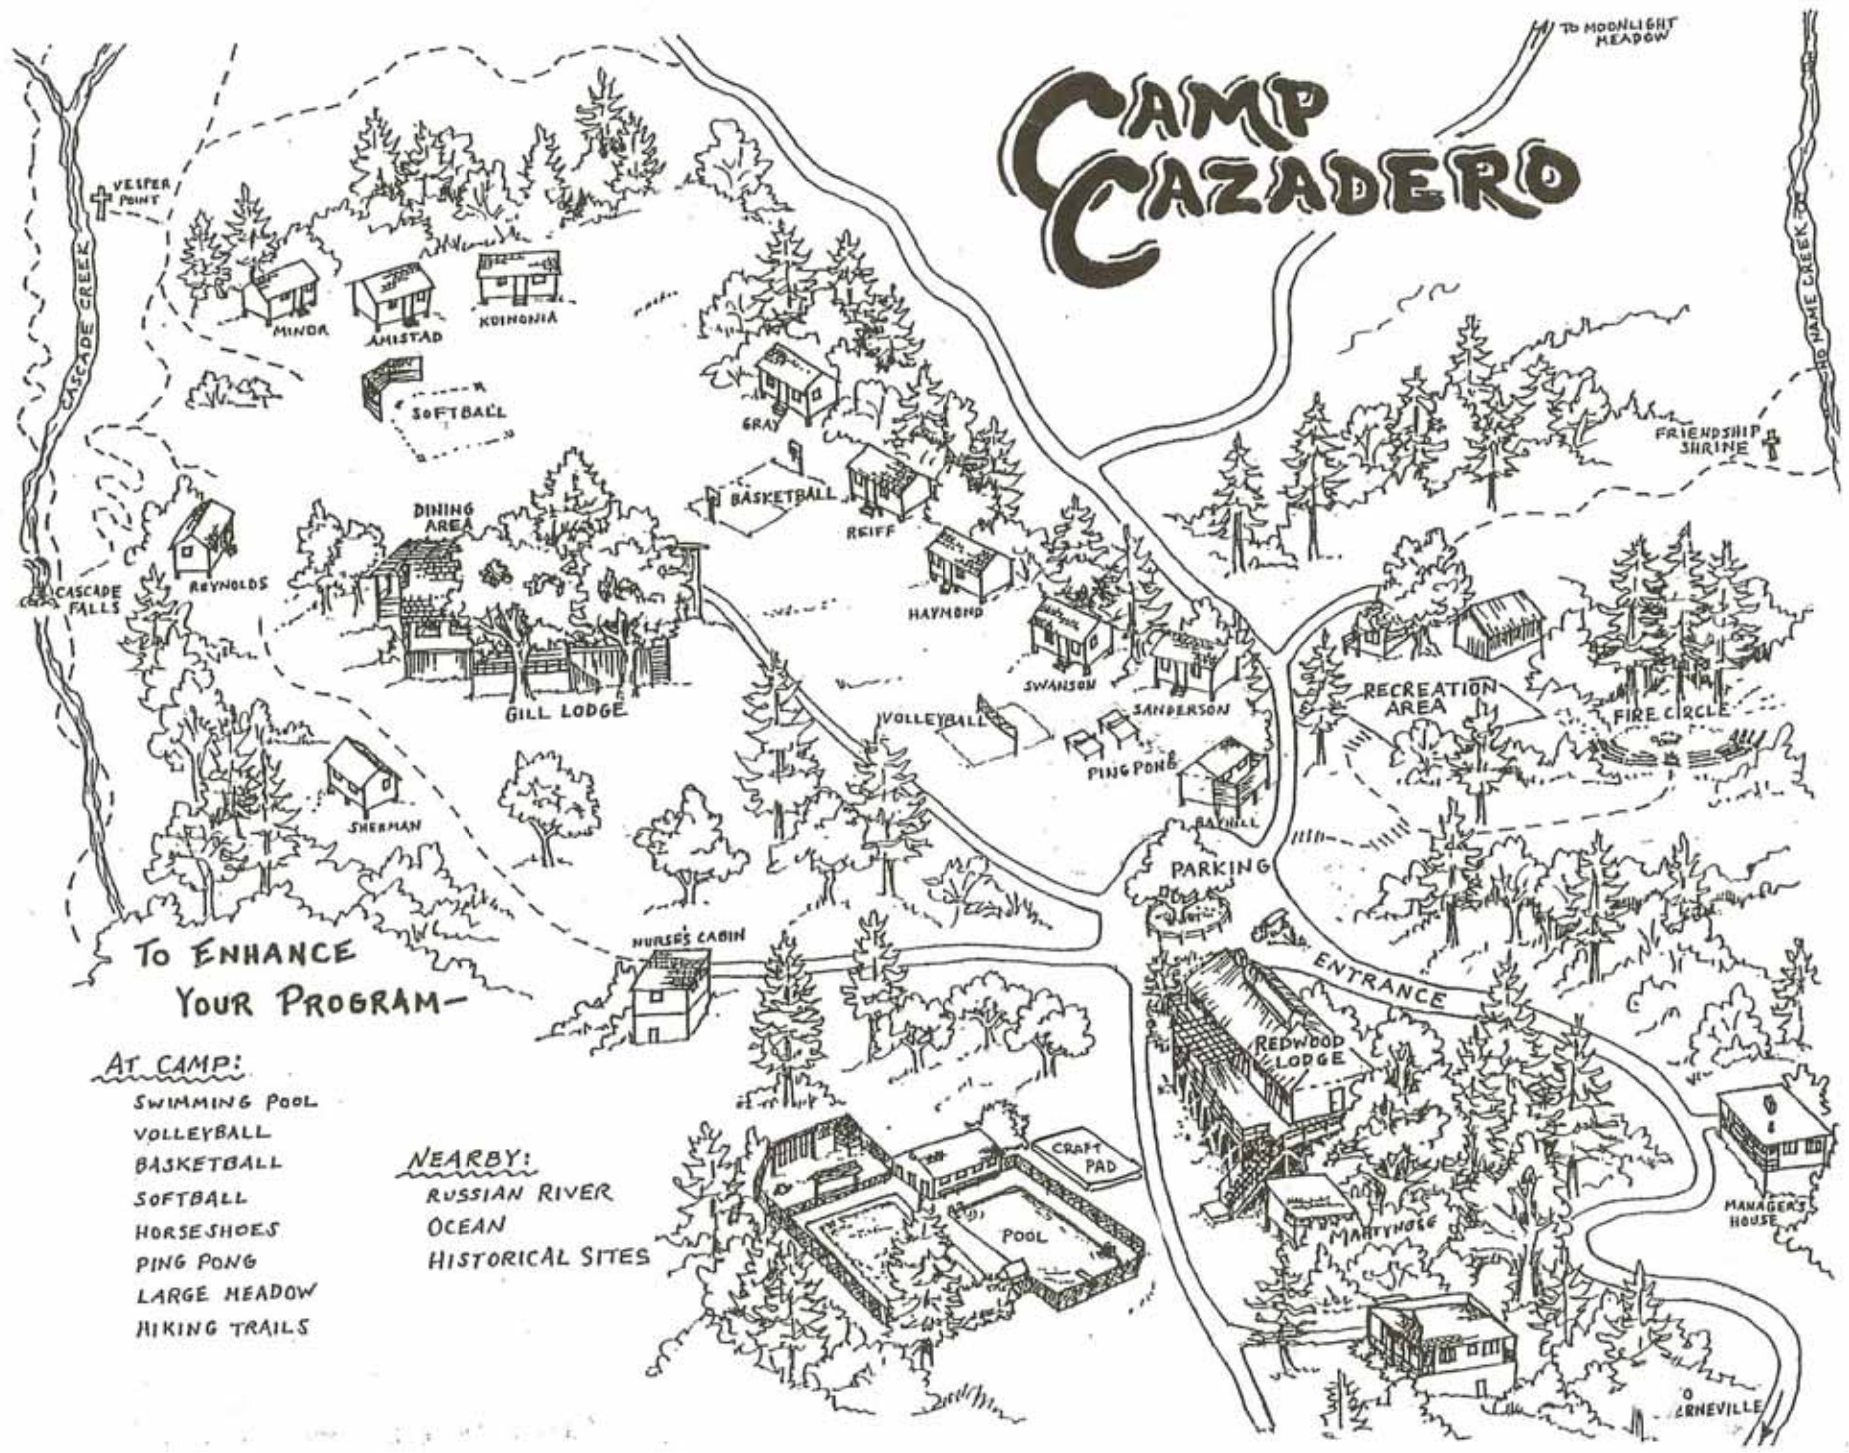 TO MOONLIGHT
MEADOW
CAMP
CAZADERO
VESPER
POINT
CASCADE CREEK
NO NAME CREEK
MINOR
AMISTAD
KOINONIA
SOFTBALL
GRAY
BASKETBALL
REIFF
FRIENDSHIP
SHRINE
DINING
AREA
REYNOLDS
CASCADE
FALLS
HAYMOND
GILL LODGE
SWANSON
SANDERSON
VOLLEYBALL
PING PONG
RECREATION
AREA
FIRE CIRCLE
SHERMAN
BAYHILL
PARKING
NURSE'S CABIN
ENTRANCE
TO ENHANCE
YOUR PROGRAM-
REDWOOD
LODGE
AT CAMP:
SWIMMING POOL
VOLLEYBALL
BASKETBALL
SOFTBALL
HORSESHOES
PING PONG
LARGE MEADOW
HIKING TRAILS
NEARBY:
RUSSIAN RIVER
OCEAN
HISTORICAL SITES
CRAFT
PAD
POOL
MANAGER'S
HOUSE